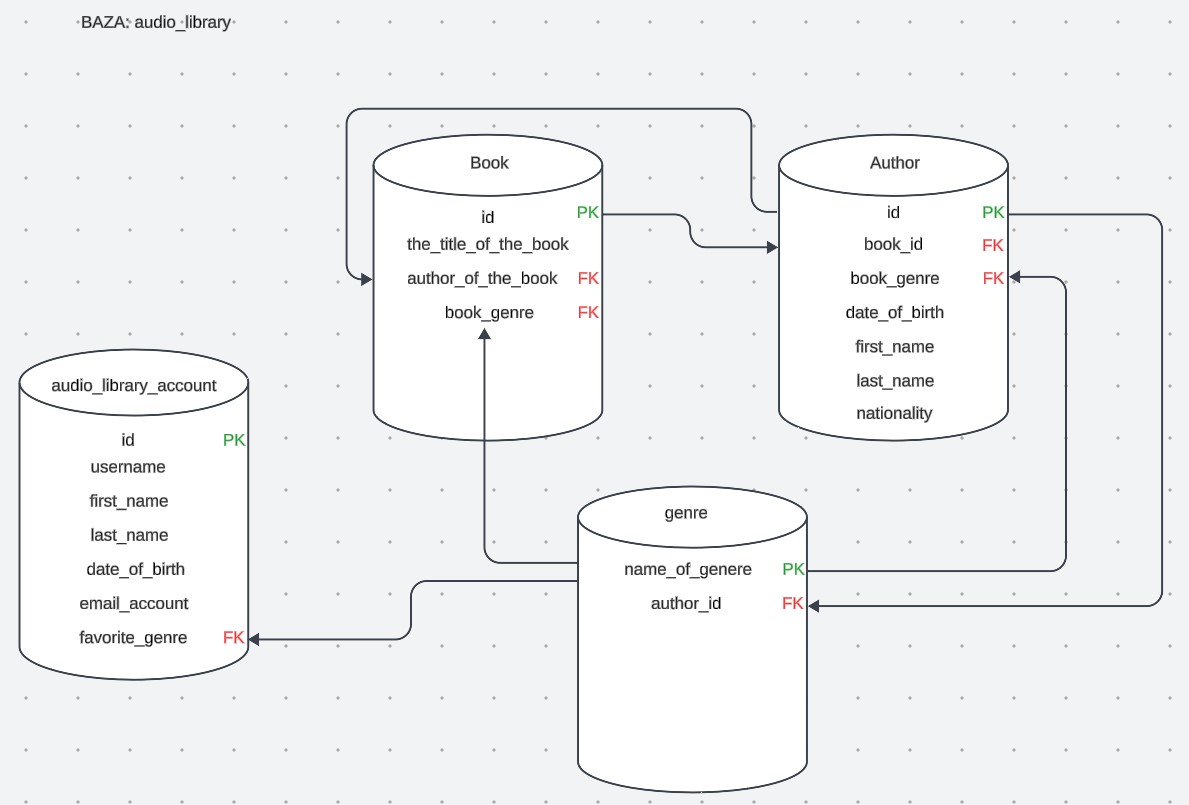 BAZA: audio_library
Book
id PK
the_title_of_the_book
author_of_the_book FK
book_genre FK
Author
id PK
book_id FK
book_genre FK
date_of_birth
first_name
last_name
nationality
audio_library_account
id PK
username
first_name
last_name
date_of_birth
email_account
favorite_genre FK
genre
name_of_genere PK
author_id FK